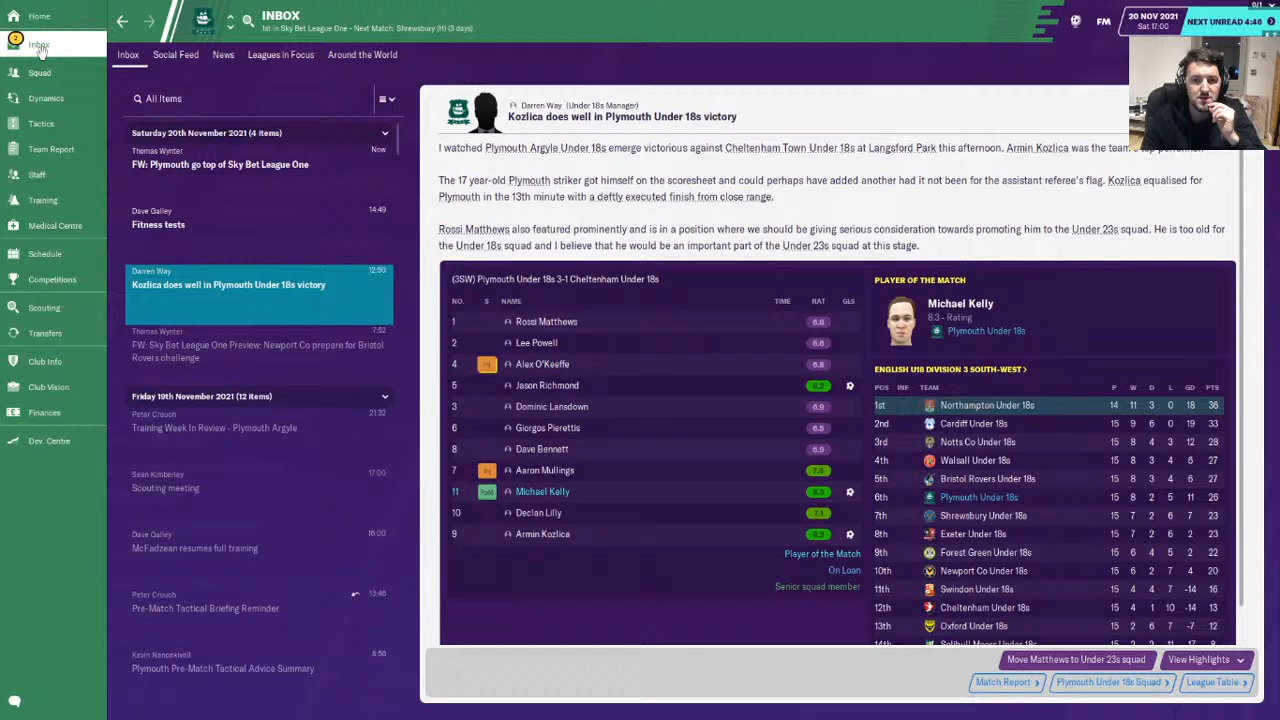 Home
INBOX
1st in Sky Bet League One - Next Match: Shrewsbury (H) (3 days)
FM
20 NOV 2021
Sat 17:00
NEXT UNREAD 4:46
0/1
2
Inbox
Squad
Dynamics
Tactics
Team Report
Staff
Training
Medical Centre
Schedule
Competitions
Scouting
Transfers
Club Info
Club Vision
Finances
Dev. Centre
Inbox Social Feed News Leagues in Focus Around the World
All Items
Saturday 20th November 2021 (4 items)
Thomas Wynter Now
FW: Plymouth go top of Sky Bet League One
Dave Galley 14:49
Fitness tests
Darren Way 12:50
Kozlica does well in Plymouth Under 18s victory
Thomas Wynter 7:52
FW: Sky Bet League One Preview: Newport Co prepare for Bristol
Rovers challenge
Friday 19th November 2021 (12 items)
Peter Crouch 21:32
Training Week In Review - Plymouth Argyle
Sean Kimberley 17:00
Scouting meeting
Dave Galley 16:00
McFadzean resumes full training
Peter Crouch 13:46
Pre-Match Tactical Briefing Reminder
Kevin Nancekivell 8:56
Plymouth Pre-Match Tactical Advice Summary
Darren Way (Under 18s Manager)
Kozlica does well in Plymouth Under 18s victory
I watched Plymouth Argyle Under 18s emerge victorious against Cheltenham Town Under 18s at Langsford Park this afternoon. Armin Kozlica was the team's top
The 17 year-old Plymouth striker got himself on the scoresheet and could perhaps have added another had it not been for the assistant referee's flag. Kozlica equalised for
Plymouth in the 13th minute with a deftly executed finish from close range.
Rossi Matthews also featured prominently and is in a position where we should be giving serious consideration towards promoting him to the Under 23s squad. He is too old for
the Under 18s squad and I believe that he would be an important part of the Under 23s squad at this stage.
(3SW) Plymouth Under 18s 3-1 Cheltenham Under 18s
NO. S NAME TIME RAT GLS
1 Rossi Matthews 6.8
2 Lee Powell 6.6
4 Inj Alex O'Keeffe 6.8
5 Jason Richmond 8.2
3 Dominic Lansdown 6.9
6 Giorgos Pierettis 6.5
8 Dave Bennett 6.9
7 Inj Aaron Mullings 7.4
11 PoM Michael Kelly 8.3
10 Declan Lilly 7.1
9 Armin Kozlica 8.3
Player of the Match
On Loan
Senior squad member
PLAYER OF THE MATCH
Michael Kelly
8.3 - Rating
Plymouth Under 18s
ENGLISH U18 DIVISION 3 SOUTH-WEST >
POS INF TEAM P W D L GD PTS
1st Northampton Under 18s 14 11 3 0 18 36
2nd Cardiff Under 18s 15 9 6 0 19 33
3rd Notts Co Under 18s 15 8 4 3 12 28
4th Walsall Under 18s 15 8 3 4 6 27
5th Bristol Rovers Under 18s 15 8 3 4 6 27
6th Plymouth Under 18s 15 8 2 5 11 26
7th Shrewsbury Under 18s 15 7 2 6 7 23
8th Exeter Under 18s 15 7 2 6 2 23
9th Forest Green Under 18s 15 6 4 5 2 22
10th Newport Co Under 18s 15 6 2 7 4 20
11th Swindon Under 18s 15 4 4 7 -14 16
12th Cheltenham Under 18s 15 4 1 10 -14 13
13th Oxford Under 18s 15 2 6 7 -7 12
14th Solihull Moors Under 18s 15 2 2 11 -17 8
Move Matthews to Under 23s squad View Highlights
Match Report > Plymouth Under 18s Squad > League Table >